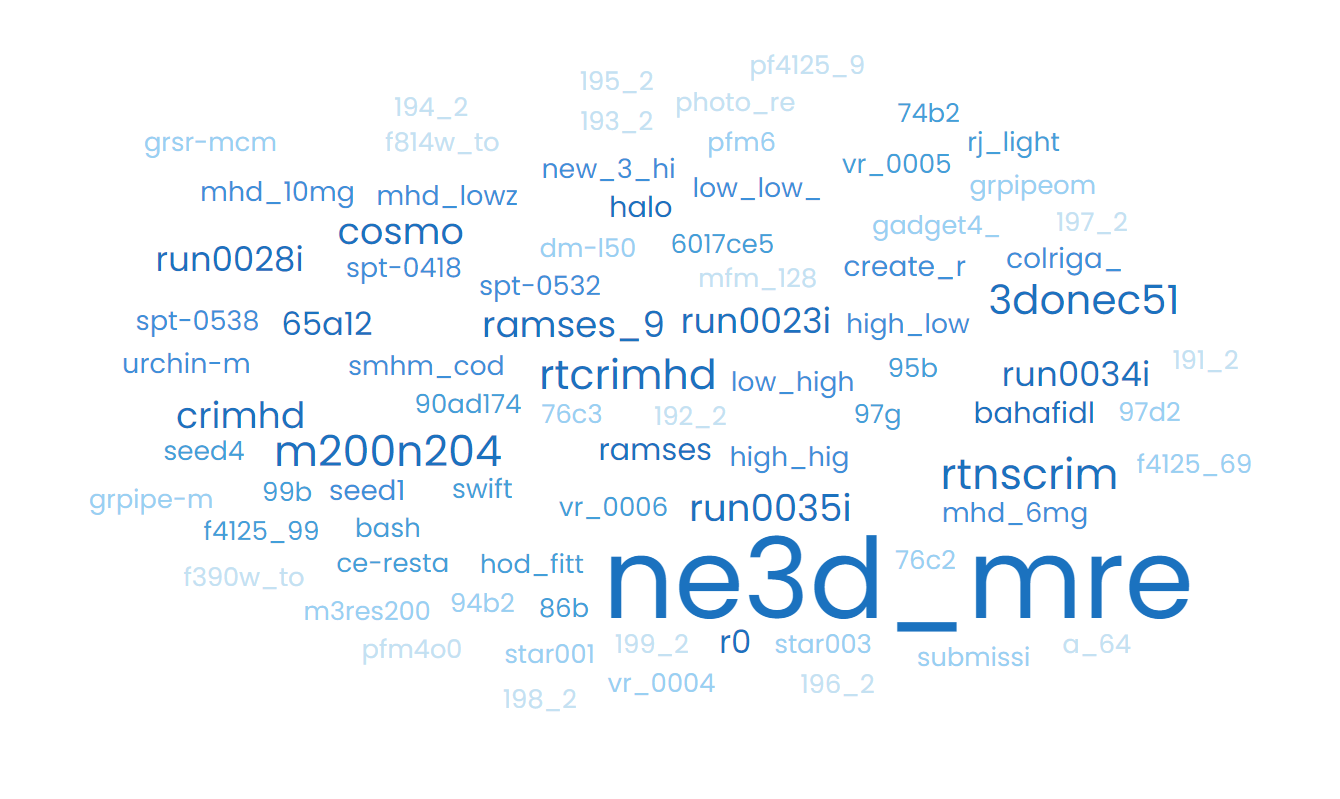 pf4125_9
195_2
photo_re
194_2
74b2
193_2
grsr-mcm
f814w_to
pfm6
rj_light
new_3_hi
vr_0005
grpipeom
mhd_10mg
mhd_lowz
low_low_
halo
197_2
gadget4_
cosmo
dm-l50
6017ce5
run0028i
colriga_
spt-0418
create_r
mfm_128
spt-0532
3donec51
spt-0538
65a12
ramses_9
run0023i
high_low
urchin-m
191_2
smhm_cod
95b
rtcrimhd
low_high
run0034i
90ad174
crimhd
76c3
192_2
97g
bahafidl
97d2
seed4
m200n204
ramses
high_hig
f4125_69
rtnscrim
99b
seed1
swift
grpipe-m
vr_0006
run0035i
mhd_6mg
f4125_99
bash
76c2
ce-resta
hod_fitt
f390w_to
ne3d_mre
m3res200
94b2
86b
pfm4o0
star001
199_2
r0
star003
a_64
submissi
vr_0004
196_2
198_2